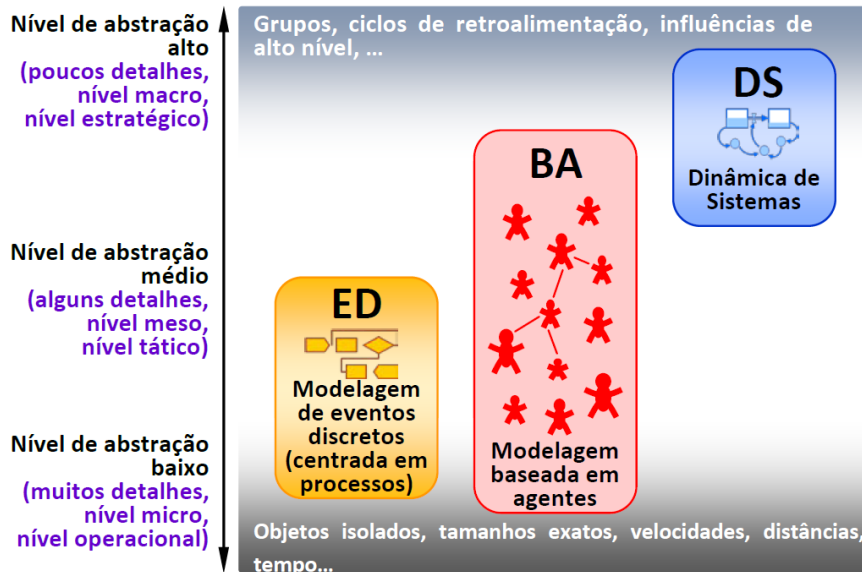 Nível de abstração
alto
(poucos detalhes,
nível macro,
nível estratégico)
Grupos, ciclos de retroalimentação, influências de
alto nível, ...
DS
Dinâmica de
Sistemas
BA
Modelagem
baseada em
agentes
Nível de abstração
médio
(alguns detalhes,
nível meso,
nível tático)
ED
Modelagem
de eventos
discretos
(centrada em
processos)
Nível de abstração
baixo
(muitos detalhes,
nível micro,
nível operacional)
Objetos isolados, tamanhos exatos, velocidades, distâncias,
tempo...